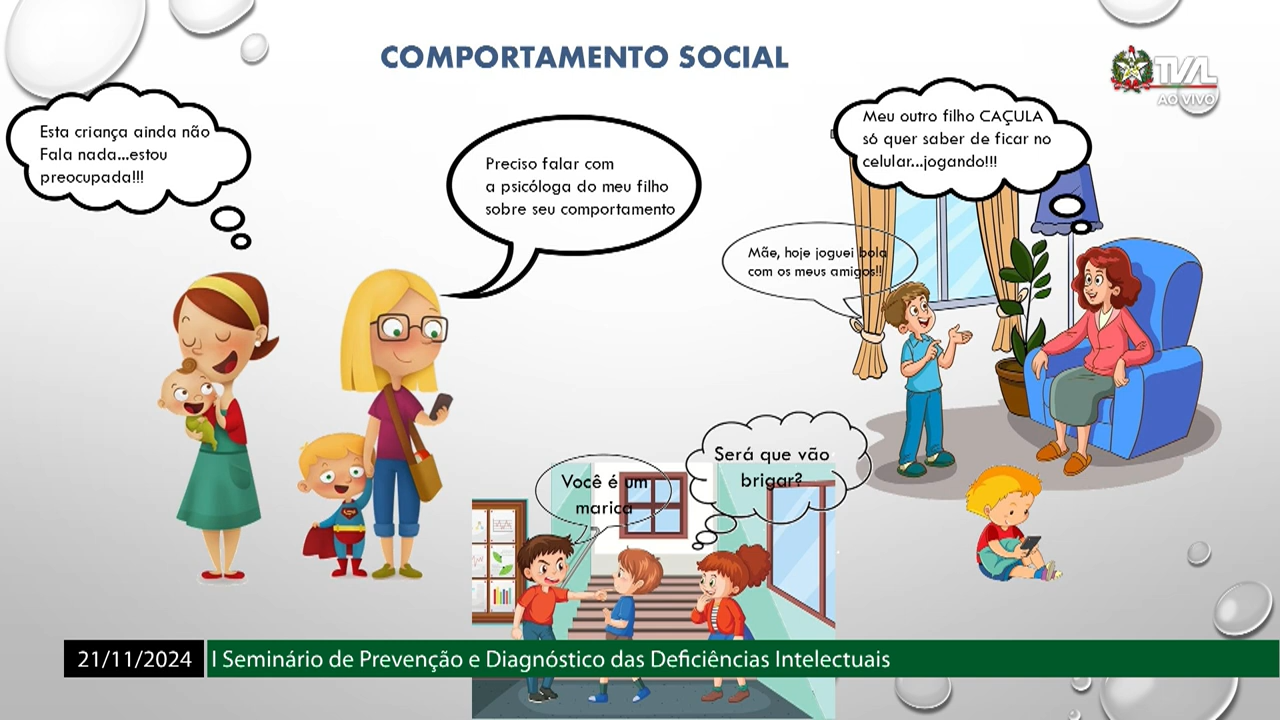 COMPORTAMENTO SOCIAL
TVAL
AO VIVO
Esta criança ainda não
Fala nada...estou
preocupada!!!
Preciso falar com
a psicóloga do meu filho
sobre seu comportamento
Meu outro filho CAÇULA
só quer saber de ficar no
celular...jogando!!!
Mãe, hoje joguei bola
com os meus amigos!!
Você é um
marica
Será que vão
brigar?
21/11/2024
I Seminário de Prevenção e Diagnóstico das Deficiências Intelectuais